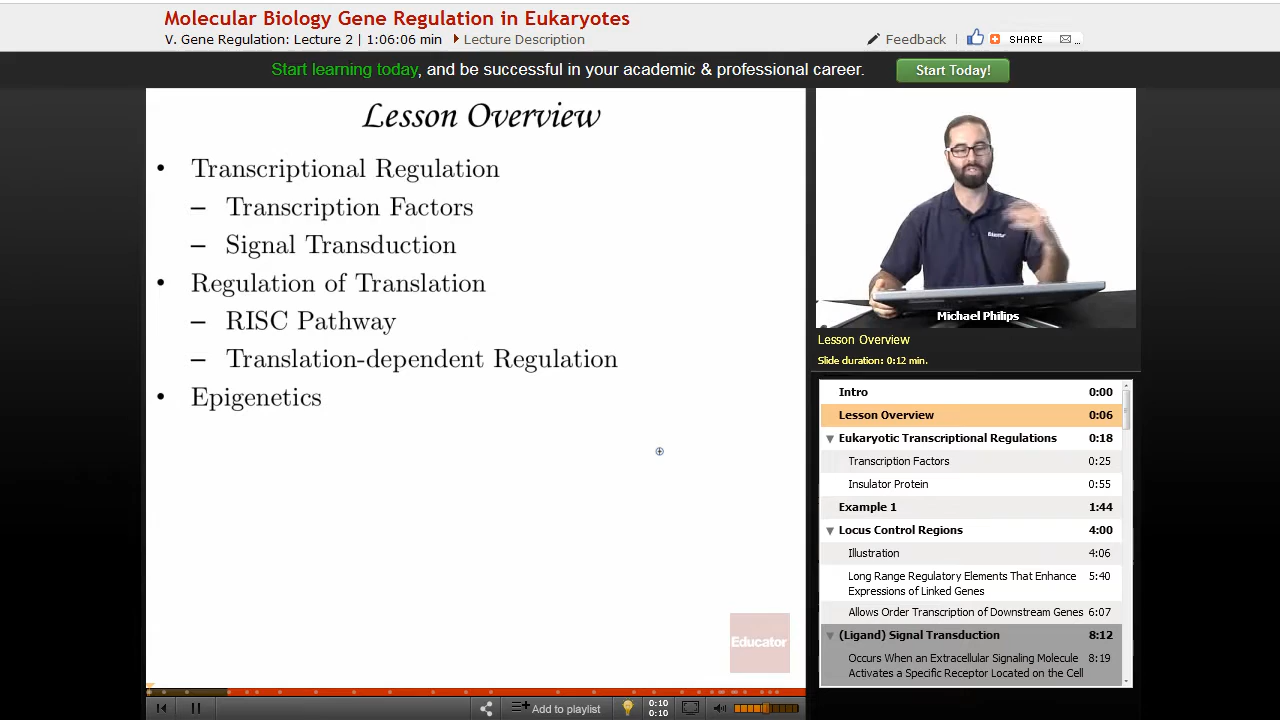 Molecular Biology Gene Regulation in Eukaryotes
V. Gene Regulation: Lecture 2 | 1:06:06 min
Lecture Description
Feedback
SHARE
Start learning today, and be successful in your academic & professional career.
Start Today!
Lesson Overview
• Transcriptional Regulation
– Transcription Factors
– Signal Transduction
• Regulation of Translation
– RISC Pathway
– Translation-dependent Regulation
• Epigenetics
Educator
Michael Philips
Lesson Overview
Slide duration: 0:12 min.
Intro 0:00
Lesson Overview 0:06
Eukaryotic Transcriptional Regulations 0:18
Transcription Factors 0:25
Insulator Protein 0:55
Example 1 1:44
Locus Control Regions 4:00
Illustration 4:06
Long Range Regulatory Elements That Enhance 5:40
Expressions of Linked Genes
Allows Order Transcription of Downstream Genes 6:07
(Ligand) Signal Transduction 8:12
Occurs When an Extracellular Signaling Molecule 8:19
Activates a Specific Receptor Located on the Cell
Add to playlist
0:10
0:10